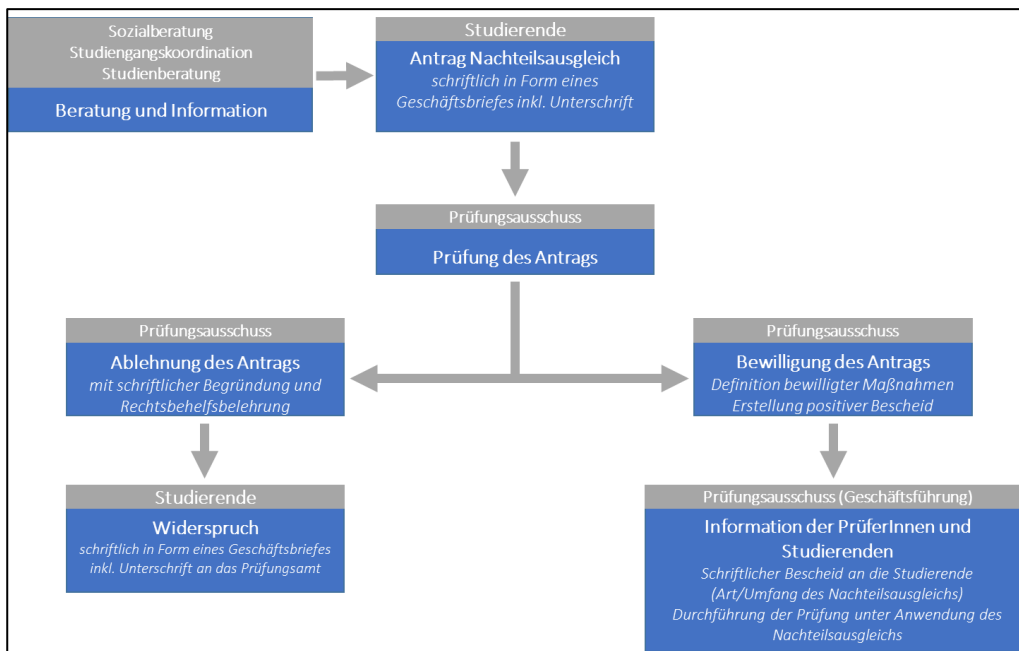 Sozialberatung
Studiengangskoordination
Studienberatung
Beratung und Information
Studierende
Antrag Nachteilsausgleich
schriftlich in Form eines
Geschäftsbriefes inkl. Unterschrift
Prüfungsausschuss
Prüfung des Antrags
Prüfungsausschuss
Ablehnung des Antrags
mit schriftlicher Begründung und
Rechtsbehelfsbelehrung
Prüfungsausschuss
Bewilligung des Antrags
Definition bewilligter Maßnahmen
Erstellung positiver Bescheid
Studierende
Widerspruch
schriftlich in Form eines Geschäftsbriefes
inkl. Unterschrift an das Prüfungsamt
Prüfungsausschuss (Geschäftsführung)
Information der PrüferInnen und
Studierenden
Schriftlicher Bescheid an die Studierende
(Art/Umfang des Nachteilsausgleichs)
Durchführung der Prüfung unter Anwendung des
Nachteilsausgleichs